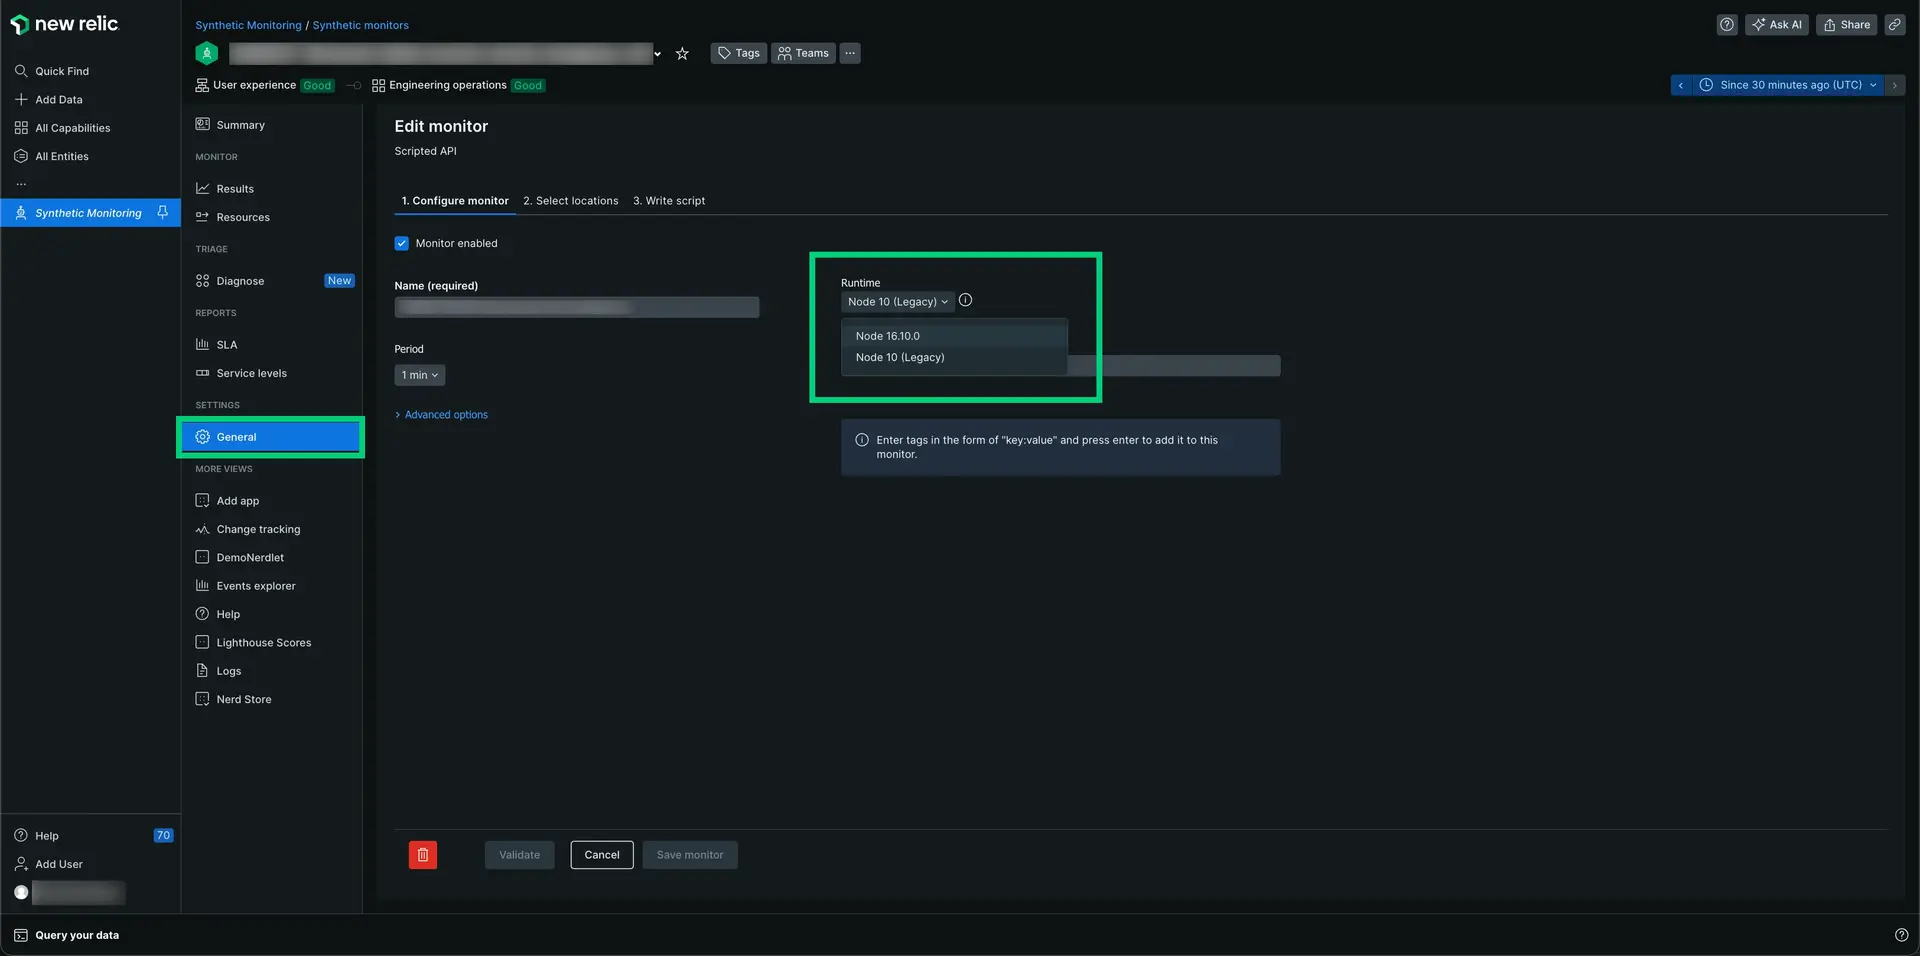 new relic
Quick Find
Add Data
All Capabilities
All Entities
...
Synthetic Monitoring
Help 70
Add User
Query your data
Synthetic Monitoring / Synthetic monitors
Tags
Teams
...
Ask AI
Share
User experience Good
Engineering operations Good
Since 30 minutes ago (UTC)
Summary
MONITOR
Results
Resources
TRIAGE
Diagnose New
REPORTS
SLA
Service levels
SETTINGS
General
MORE VIEWS
Add app
Change tracking
DemoNerdlet
Events explorer
Help
Lighthouse Scores
Logs
Nerd Store
Edit monitor
Scripted API
1. Configure monitor 2. Select locations 3. Write script
Monitor enabled
Name (required)
Period
1 min
Advanced options
Runtime
Node 10 (Legacy)
Node 16.10.0
Node 10 (Legacy)
Enter tags in the form of "key:value" and press enter to add it to this
monitor.
Validate
Cancel
Save monitor